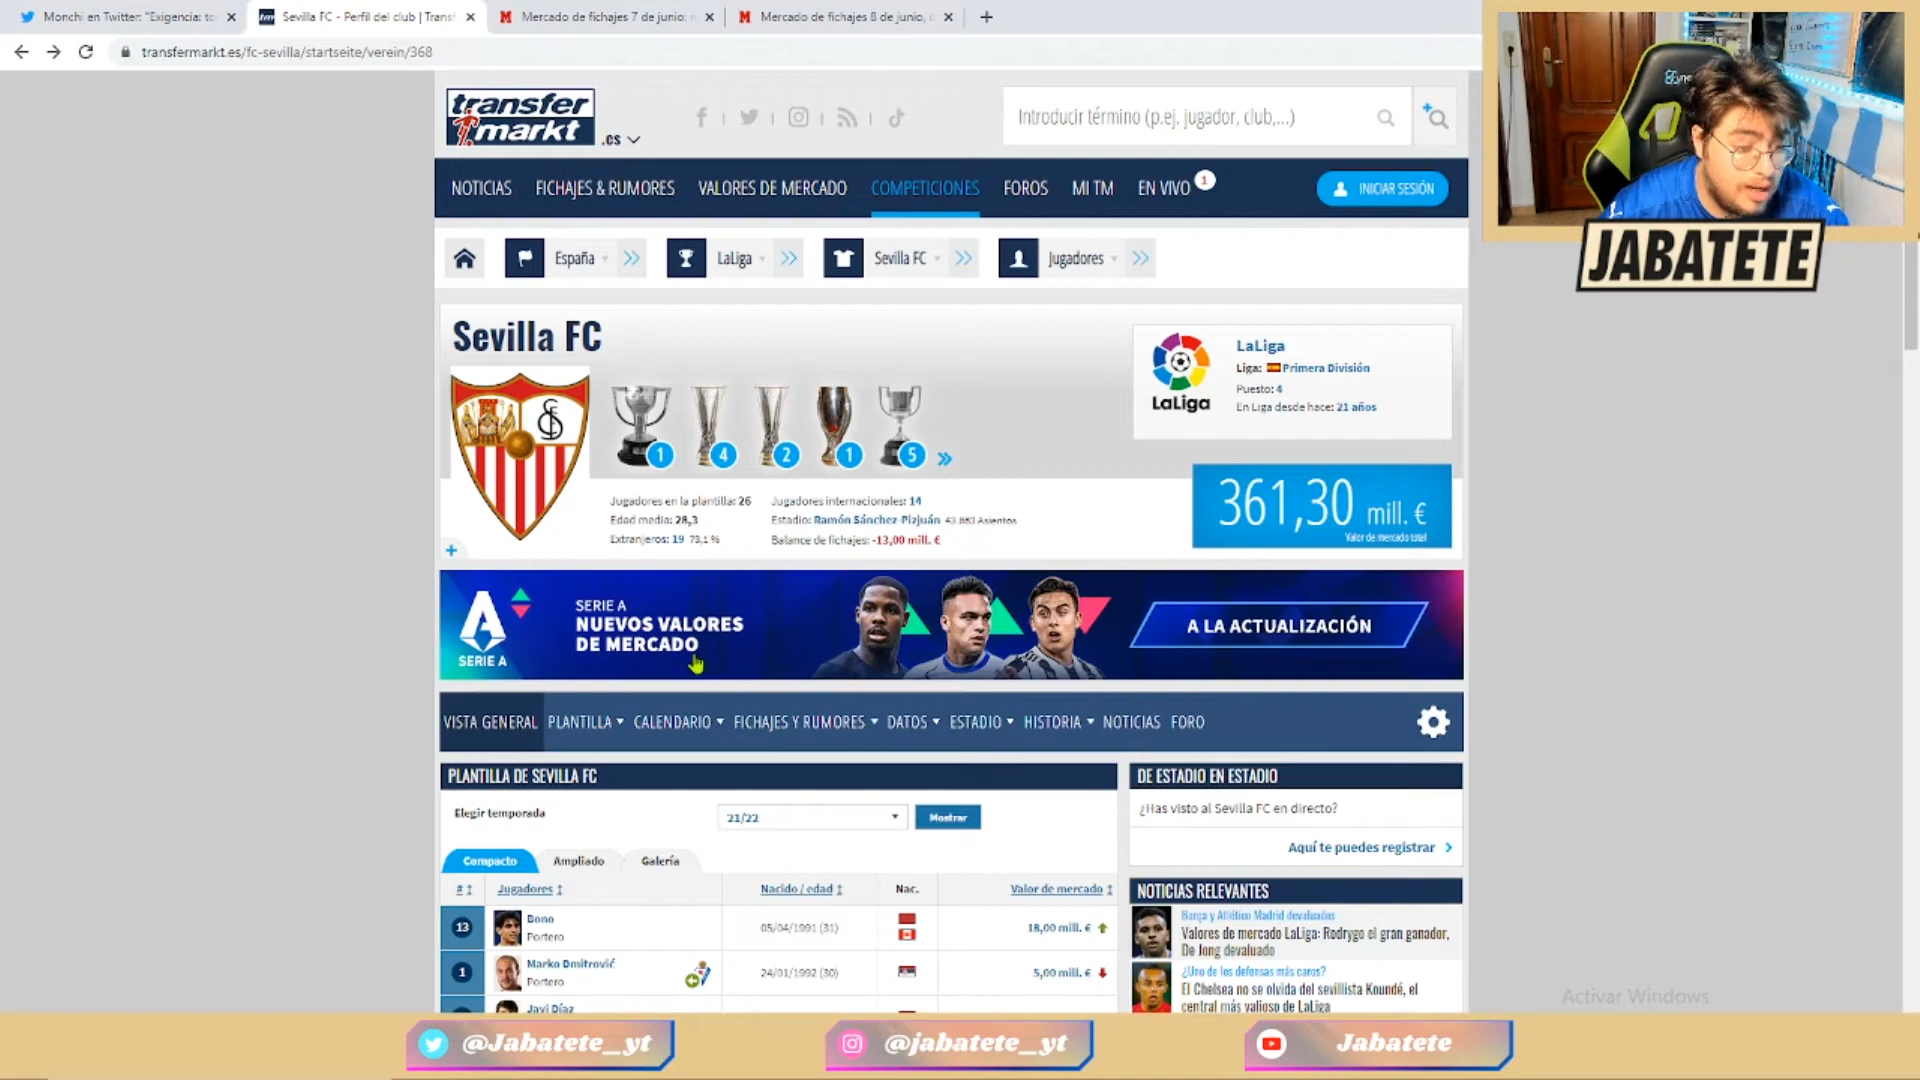 Monchi en Twitter: "Exigencia: to
Sevilla FC - Perfil del club | Transf
Mercado de fichajes 7 de junio: n
Mercado de fichajes 8 de junio,
transfermarkt.es/fc-sevilla/startseite/verein/368
transfer
markt
.es
Introducir término (p.ej. jugador, club,...)
NOTICIAS
FICHAJES & RUMORES
VALORES DE MERCADO
COMPETICIONES
FOROS
MI TM
EN VIVO
1
INICIAR SESIÓN
JABATETE
España
LaLiga
Sevilla FC
Jugadores
Sevilla FC
1
4
2
1
5
LaLiga
LaLiga
Liga: Primera División
Puesto: 4
En Liga desde hace: 21 años
Jugadores en la plantilla: 26
Edad media: 28,3
Extranjeros: 19 73,1 %
Jugadores internacionales: 14
Estadio: Ramón Sánchez-Pizjuán 43.883 Asientos
Balance de fichajes: -13,00 mill. €
361,30 mill. €
Valor de mercado total
SERIE A
SERIE A
NUEVOS VALORES
DE MERCADO
A LA ACTUALIZACIÓN
VISTA GENERAL
PLANTILLA
CALENDARIO
FICHAJES Y RUMORES
DATOS
ESTADIO
HISTORIA
NOTICIAS
FORO
PLANTILLA DE SEVILLA FC
Elegir temporada
21/22
Mostrar
Compacto
Ampliado
Galería
#
Jugadores
Nacido / edad
Nac.
Valor de mercado
13
Bono
Portero
05/04/1991 (31)
18,00 mill. €
1
Marko Dmitrović
Portero
24/01/1992 (30)
5,00 mill. €
Javi Díaz
DE ESTADIO EN ESTADIO
¿Has visto al Sevilla FC en directo?
Aquí te puedes registrar
NOTICIAS RELEVANTES
Barça y Atlético Madrid devaluados
Valores de mercado LaLiga: Rodrygo el gran ganador,
De Jong devaluado
¿Uno de los defensas más caros?
El Chelsea no se olvida del sevillista Koundé, el
central más valioso de LaLiga
Activar Windows
@Jabatete_yt
@jabatete_yt
Jabatete